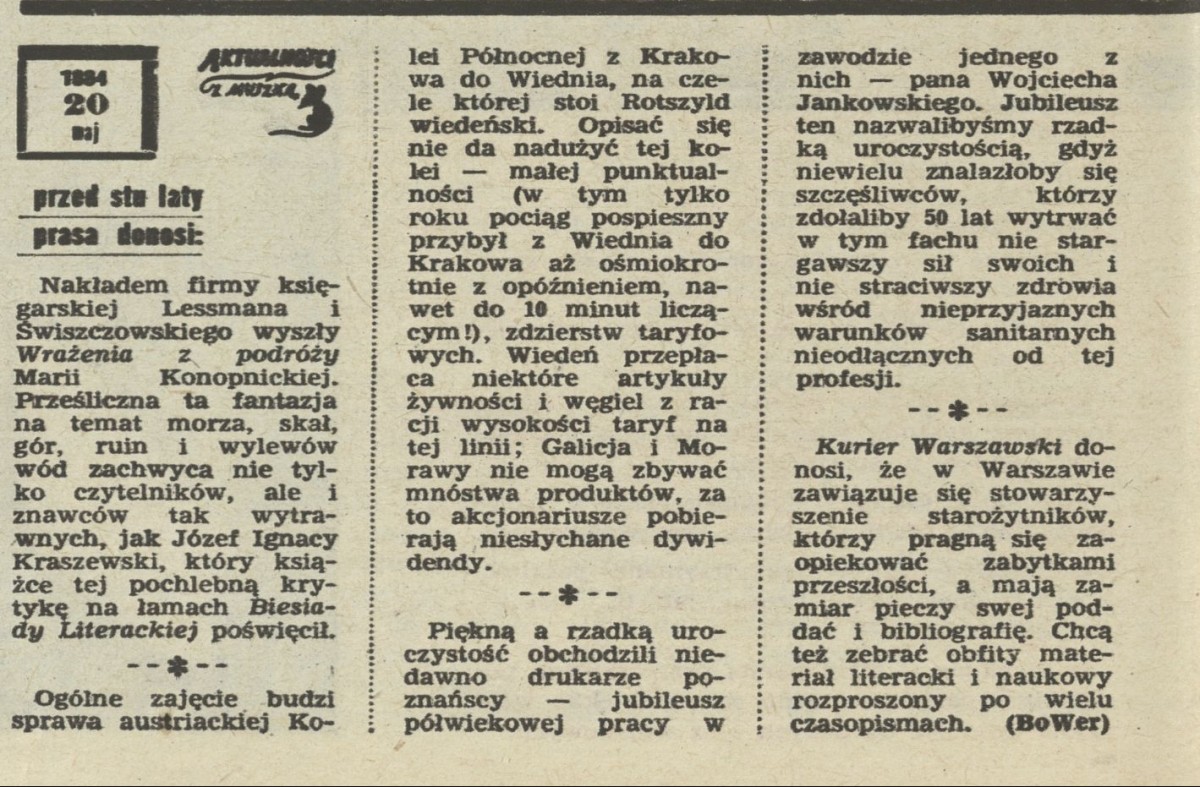 1884
20
maj
AKTUALNOŚCI
Z MUSZKĄ
przed stu laty
prasa donosi:
Nakładem firmy księ-
garskiej Lessmana i
Świszczowskiego wyszły
Wrażenia z podróży
Marii Konopnickiej.
Prześliczna ta fantazja
na temat morza, skał,
gór, ruin i wylewów
wód zachwyca nie tyl-
ko czytelników, ale i
znawców tak wytra-
wnych, jak Józef Ignacy
Kraszewski, który ksią-
żce tej pochlebną kry-
tykę na łamach Biesia-
dy Literackiej poświęcił.
--*--
Ogólne zajęcie budzi
sprawa austriackiej Ko-
lei Północnej z Krako-
wa do Wiednia, na cze-
le której stoi Rotszyld
wiedeński. Opisać się
nie da nadużyć tej ko-
lei — małej punktual-
ności (w tym tylko
roku pociąg pospieszny
przybył z Wiednia do
Krakowa aż ośmiokro-
tnie z opóźnieniem, na-
wet do 10 minut liczą-
cym!), zdzierstw taryfo-
wych. Wiedeń przepła-
ca niektóre artykuły
żywności i węgiel z ra-
cji wysokości taryf na
tej linii; Galicja i Mo-
rawy nie mogą zbywać
mnóstwa produktów, za
to akcjonariusze pobie-
rają niesłychane dywi-
dendy.
--*--
Piękną a rzadką uro-
czystość obchodzili nie-
dawno drukarze po-
znańscy — jubileusz
półwiekowej pracy w
zawodzie jednego z
nich — pana Wojciecha
Jankowskiego. Jubileusz
ten nazwalibyśmy rzad-
ką uroczystością, gdyż
niewielu znalazłoby się
szczęśliwców, którzy
zdołaliby 50 lat wytrwać
w tym fachu nie star-
gawszy sił swoich i
nie straciwszy zdrowia
wśród nieprzyjaznych
warunków sanitarnych
nieodłącznych od tej
profesji.
--*--
Kurier Warszawski do-
nosi, że w Warszawie
zawiązuje się stowarzy-
szenie starożytników,
którzy pragną się za-
opiekować zabytkami
przeszłości, a mają za-
miar pieczy swej pod-
dać i bibliografię. Chcą
też zebrać obfity mate-
riał literacki i naukowy
rozproszony po wielu
czasopismach. (BoWer)